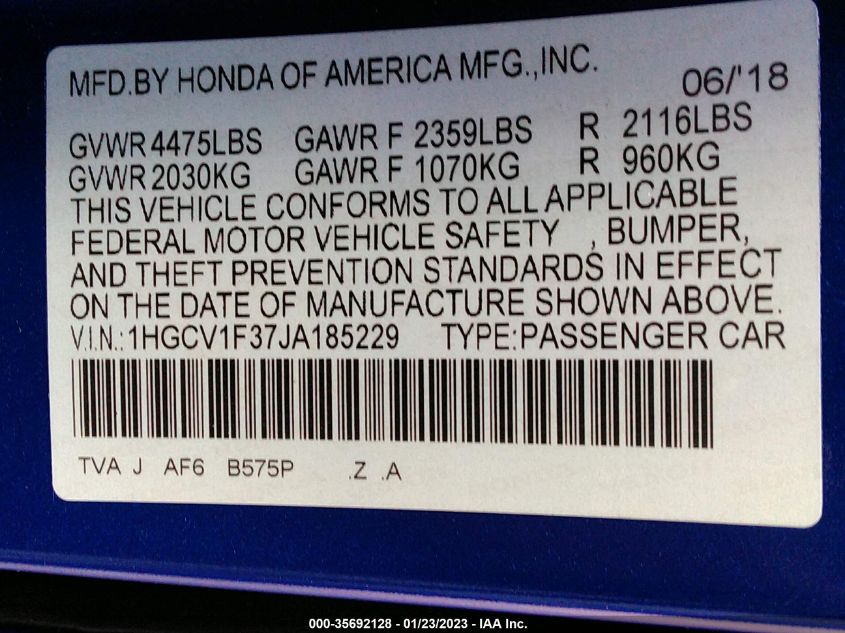 MFD.BY HONDA OF AMERICA MFG.,INC. 06/'18
GVWR 4475LBS GAWR F 2359LBS R 2116LBS
GVWR 2030KG GAWR F 1070KG R 960KG
THIS VEHICLE CONFORMS TO ALL APPLICABLE
FEDERAL MOTOR VEHICLE SAFETY , BUMPER,
AND THEFT PREVENTION STANDARDS IN EFFECT
ON THE DATE OF MANUFACTURE SHOWN ABOVE.
V.I.N.: 1HGCV1F37JA185229 TYPE:PASSENGER CAR
TVA J AF6 B575P .Z .A
000-35692128 - 01/23/2023 - IAA Inc.